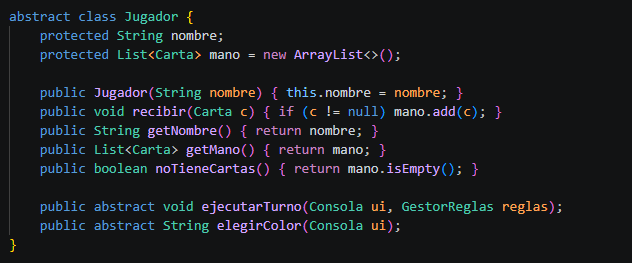 abstract class Jugador {
    protected String nombre;
    protected List<Carta> mano = new ArrayList<>();

    public Jugador(String nombre) { this.nombre = nombre; }
    public void recibir(Carta c) { if (c != null) mano.add(c); }
    public String getNombre() { return nombre; }
    public List<Carta> getMano() { return mano; }
    public boolean noTieneCartas() { return mano.isEmpty(); }

    public abstract void ejecutarTurno(Consola ui, GestorReglas reglas);
    public abstract String elegirColor(Consola ui);
}